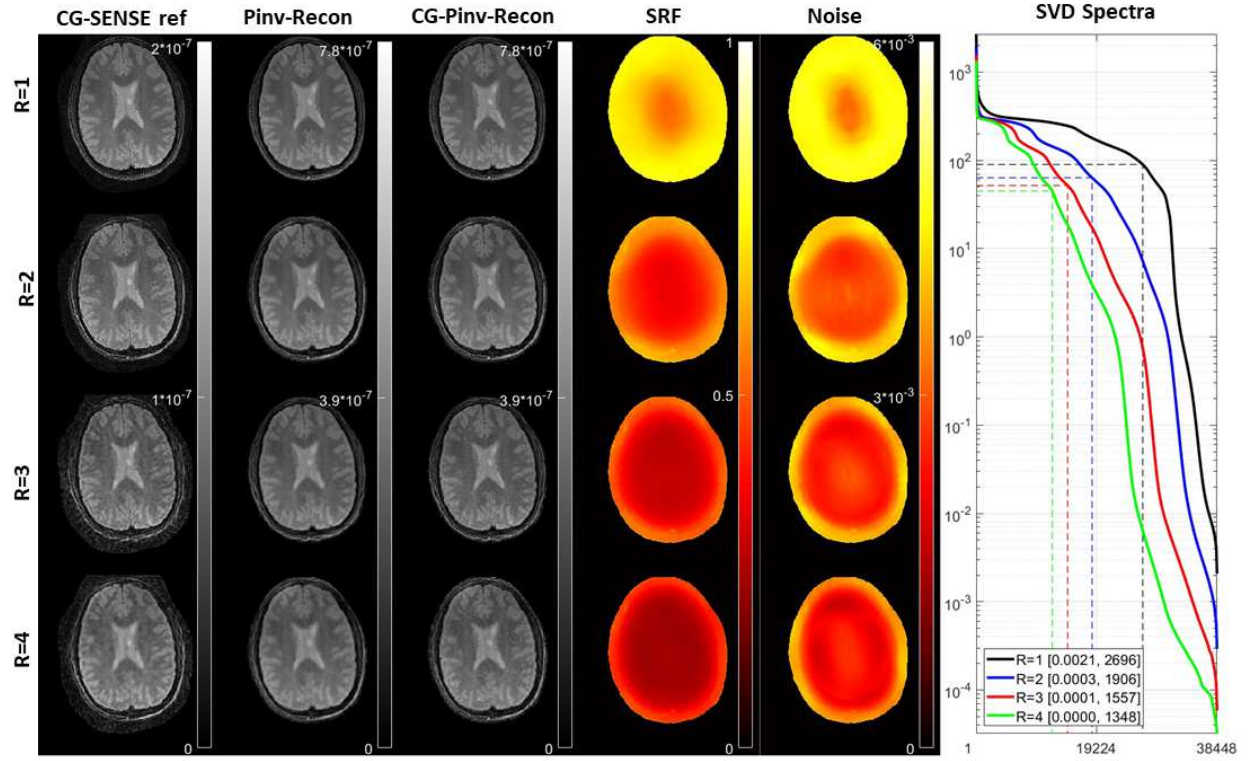 CG-SENSE ref
Pinv-Recon
CG-Pinv-Recon
SRF
Noise
SVD Spectra
R=1
R=2
R=3
R=4
2*10^-7
1*10^-7
0
7.8*10^-7
3.9*10^-7
0
7.8*10^-7
3.9*10^-7
0
1
0.5
0
6*10^-3
3*10^-3
0
10^3
10^2
10^1
10^0
10^-1
10^-2
10^-3
10^-4
R=1 [0.0021, 2696]
R=2 [0.0003, 1906]
R=3 [0.0001, 1557]
R=4 [0.0000, 1348]
1
19224
38448